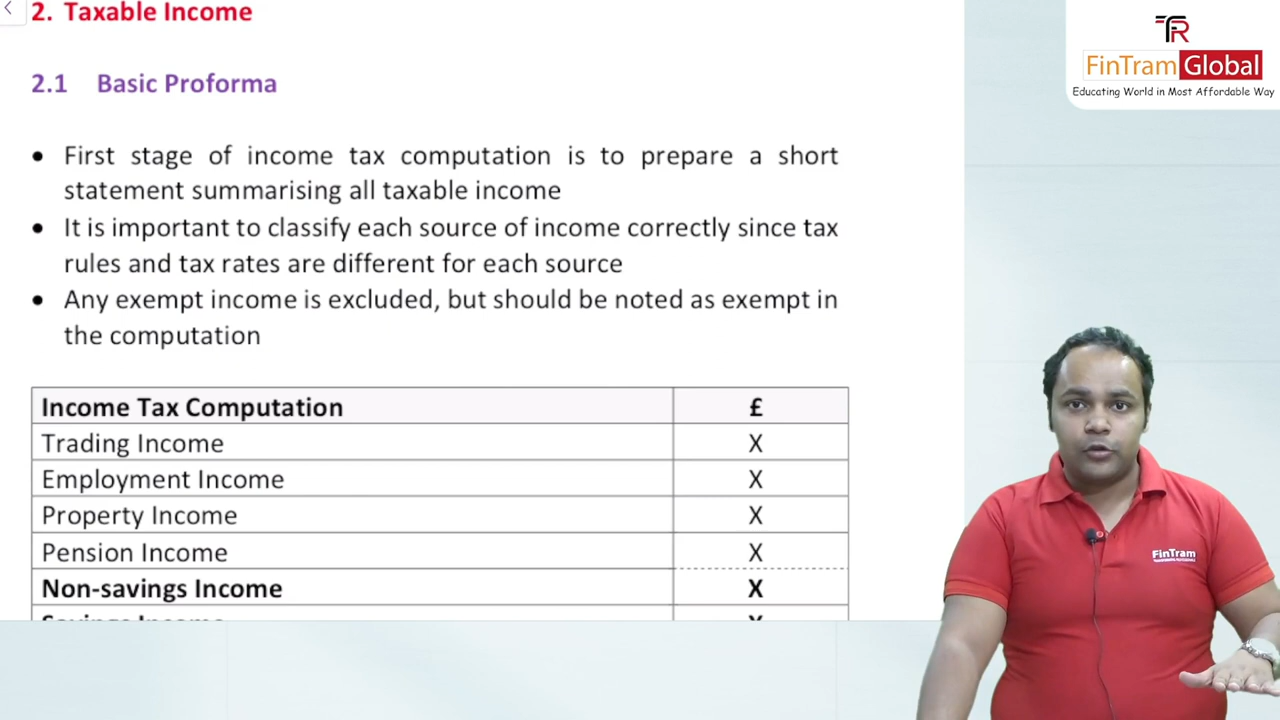 2. Taxable Income
2.1 Basic Proforma
• First stage of income tax computation is to prepare a short
statement summarising all taxable income
• It is important to classify each source of income correctly since tax
rules and tax rates are different for each source
• Any exempt income is excluded, but should be noted as exempt in
the computation
Income Tax Computation £
Trading Income X
Employment Income X
Property Income X
Pension Income X
Non-savings Income X
FinTram Global
Educating World in Most Affordable Way
FinTram